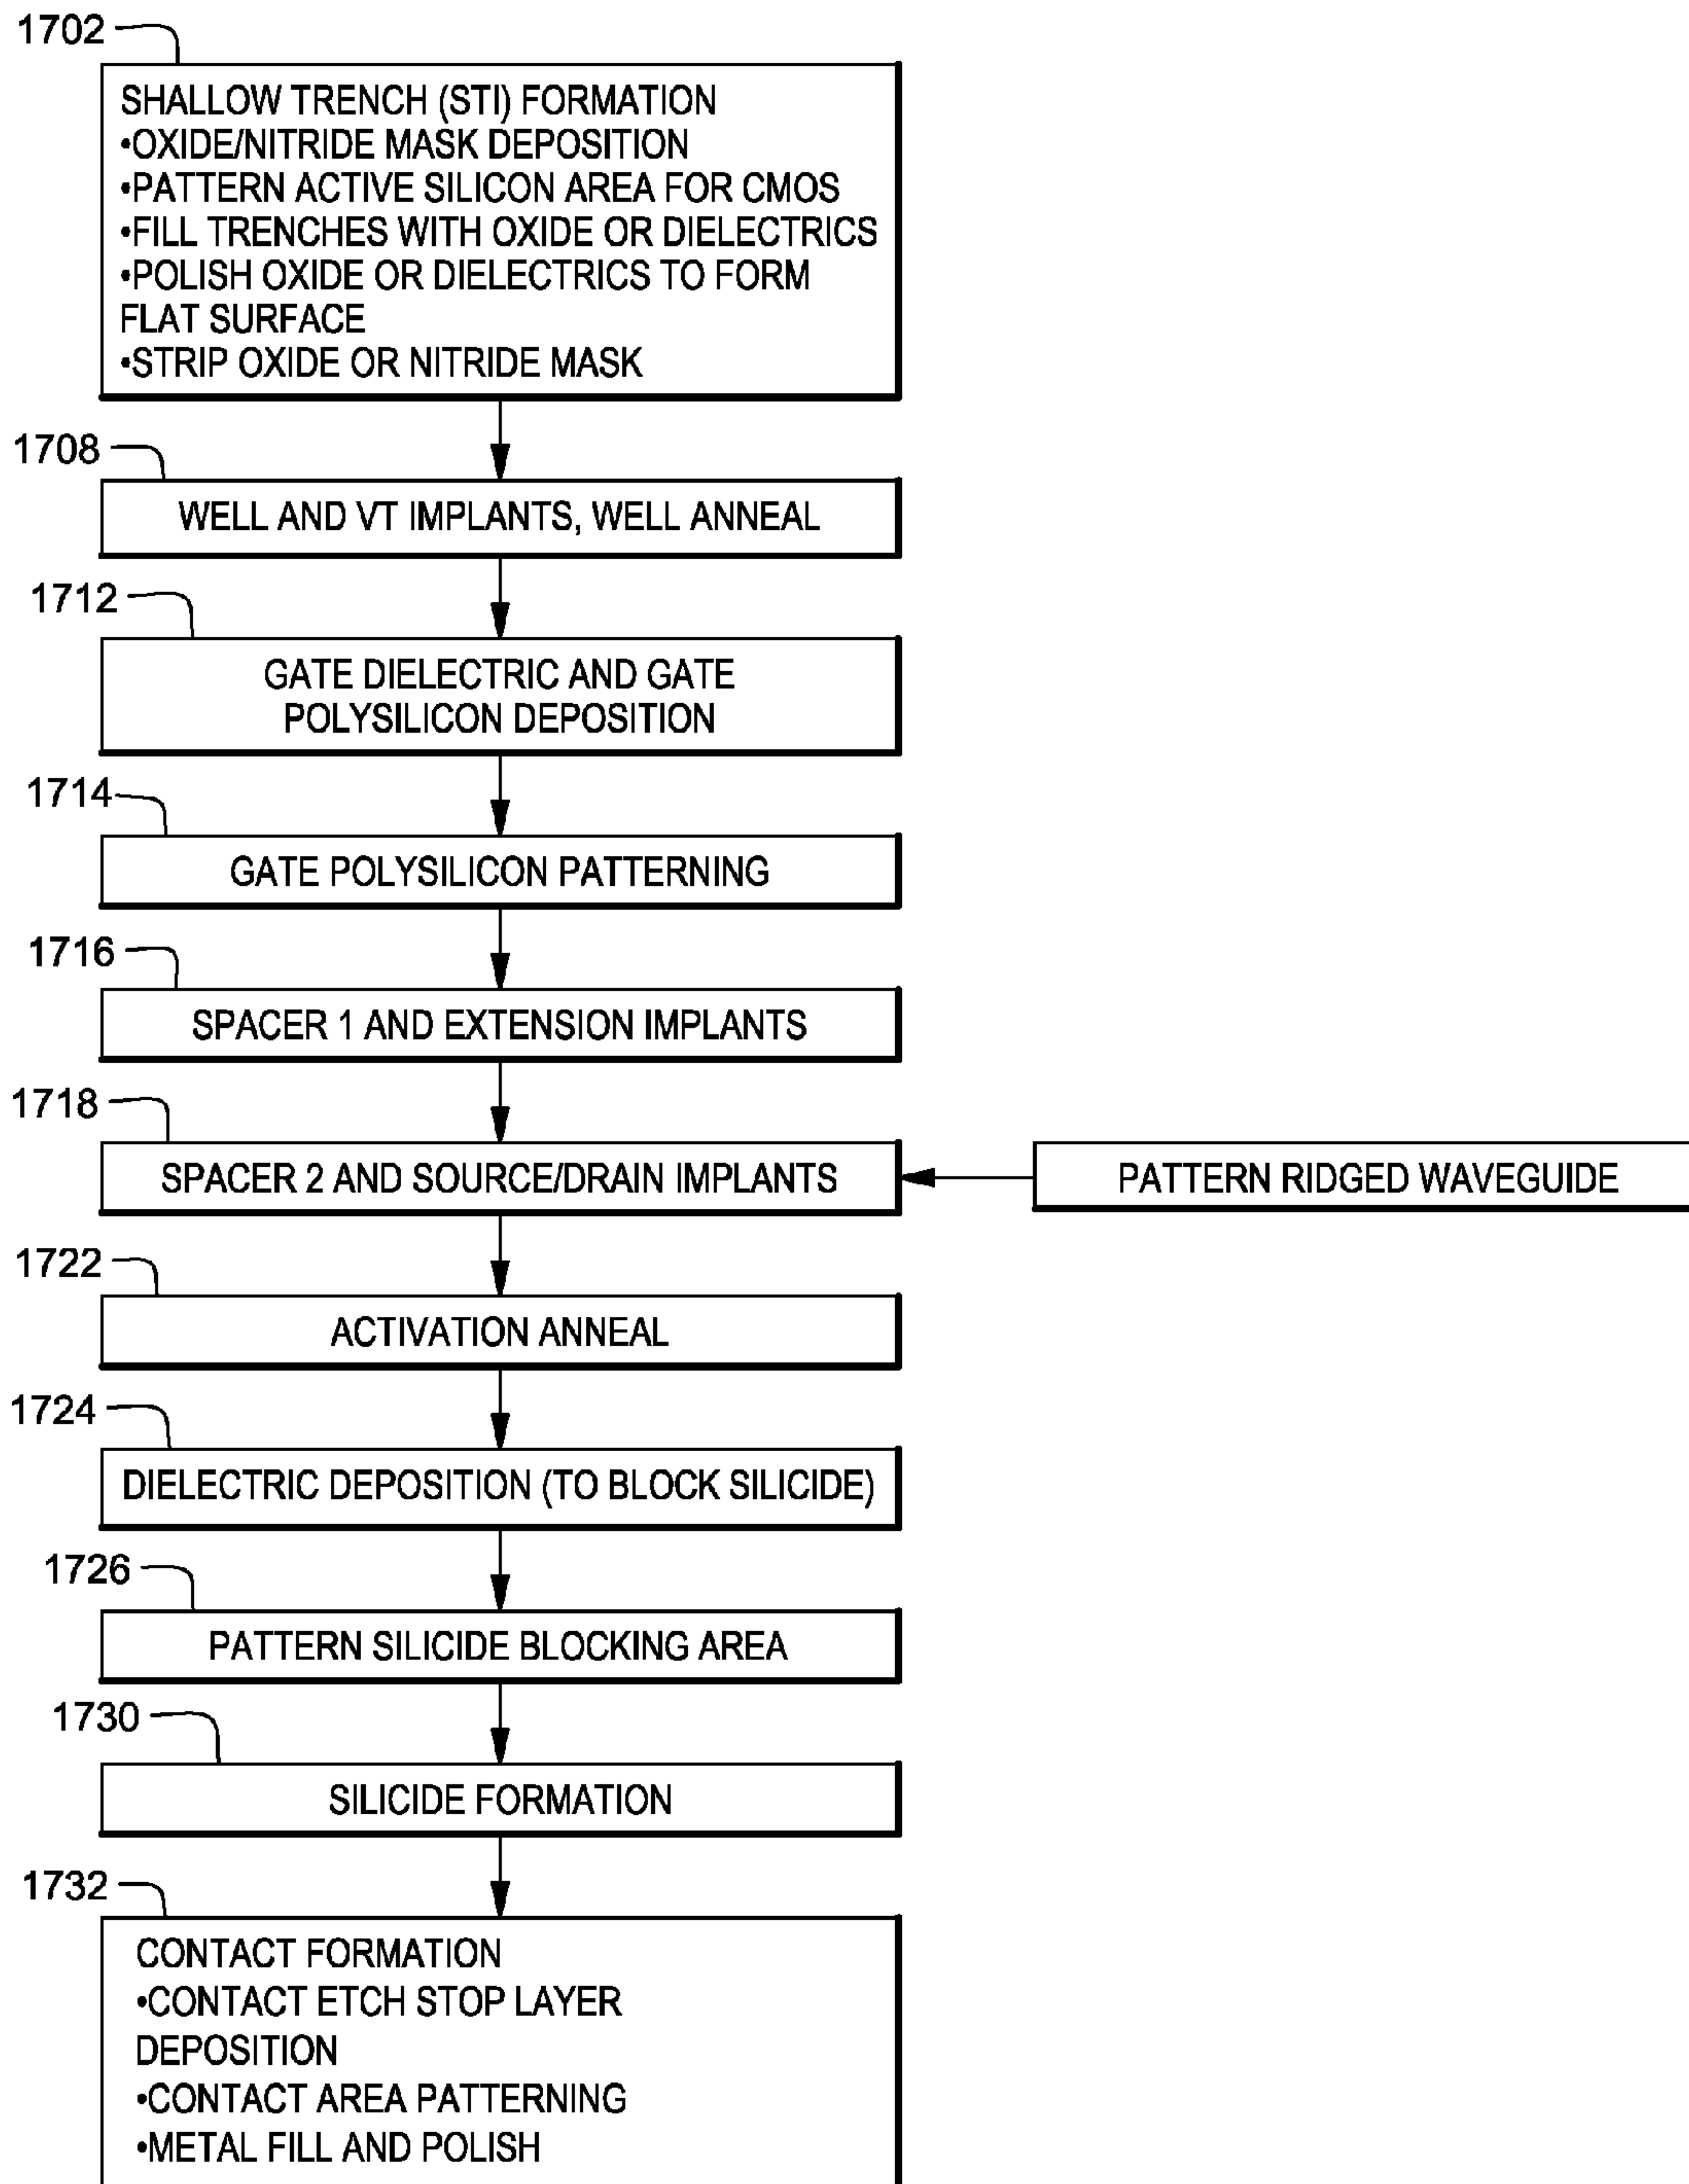 1702
SHALLOW TRENCH (STI) FORMATION
•OXIDE/NITRIDE MASK DEPOSITION
•PATTERN ACTIVE SILICON AREA FOR CMOS
•FILL TRENCHES WITH OXIDE OR DIELECTRICS
•POLISH OXIDE OR DIELECTRICS TO FORM
FLAT SURFACE
•STRIP OXIDE OR NITRIDE MASK
1708
WELL AND VT IMPLANTS, WELL ANNEAL
1712
GATE DIELECTRIC AND GATE
POLYSILICON DEPOSITION
1714
GATE POLYSILICON PATTERNING
1716
SPACER 1 AND EXTENSION IMPLANTS
1718
SPACER 2 AND SOURCE/DRAIN IMPLANTS
PATTERN RIDGED WAVEGUIDE
1722
ACTIVATION ANNEAL
1724
DIELECTRIC DEPOSITION (TO BLOCK SILICIDE)
1726
PATTERN SILICIDE BLOCKING AREA
1730
SILICIDE FORMATION
1732
CONTACT FORMATION
•CONTACT ETCH STOP LAYER
DEPOSITION
•CONTACT AREA PATTERNING
•METAL FILL AND POLISH